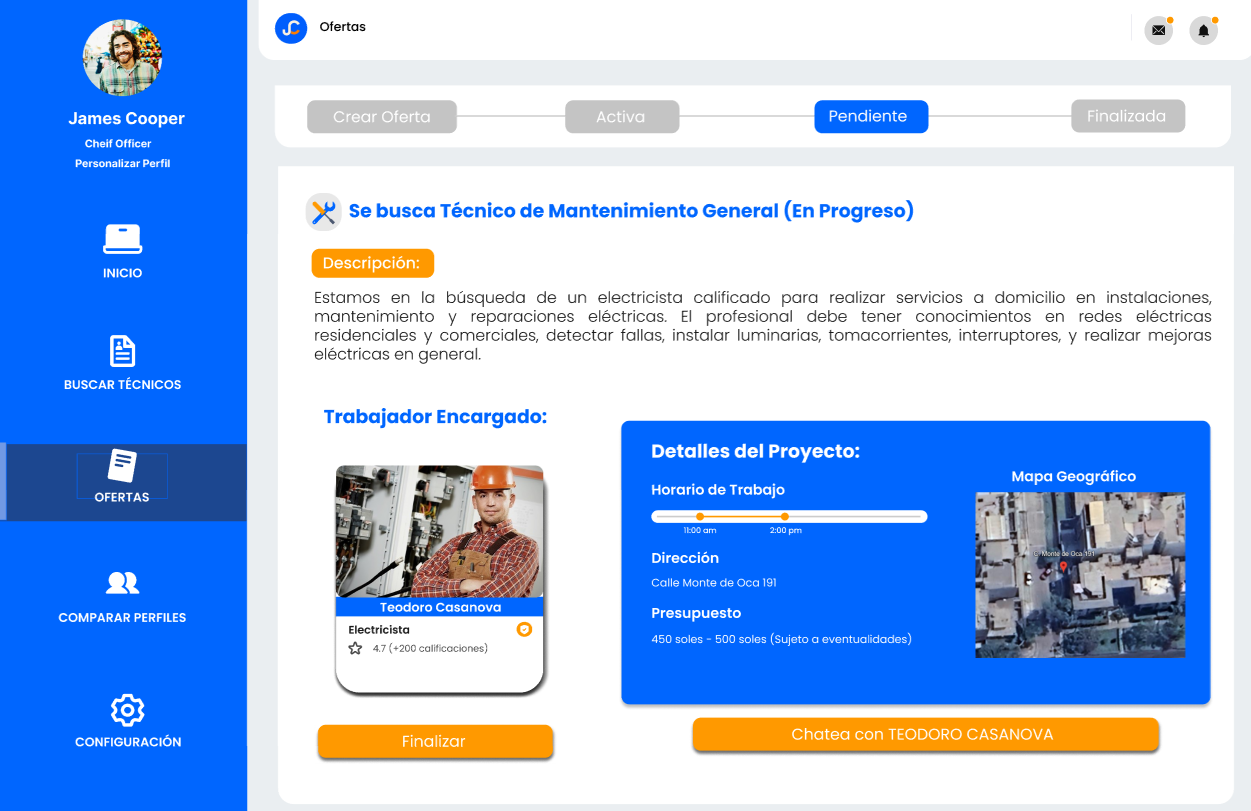 James Cooper
Cheif Officer
Personalizar Perfil
INICIO
BUSCAR TÉCNICOS
OFERTAS
COMPARAR PERFILES
CONFIGURACIÓN
JC
Ofertas
Crear Oferta
Activa
Pendiente
Finalizada
Se busca Técnico de Mantenimiento General (En Progreso)
Descripción:
Estamos en la búsqueda de un electricista calificado para realizar servicios a domicilio en instalaciones,
mantenimiento y reparaciones eléctricas. El profesional debe tener conocimientos en redes eléctricas
residenciales y comerciales, detectar fallas, instalar luminarias, tomacorrientes, interruptores, y realizar mejoras
eléctricas en general.
Trabajador Encargado:
Teodoro Casanova
Electricista
4.7 (+200 calificaciones)
Finalizar
Detalles del Proyecto:
Horario de Trabajo
11:00 am
2:00 pm
Dirección
Calle Monte de Oca 191
Presupuesto
450 soles - 500 soles (Sujeto a eventualidades)
Mapa Geográfico
C. Monte de Oca 191
Chatea con TEODORO CASANOVA